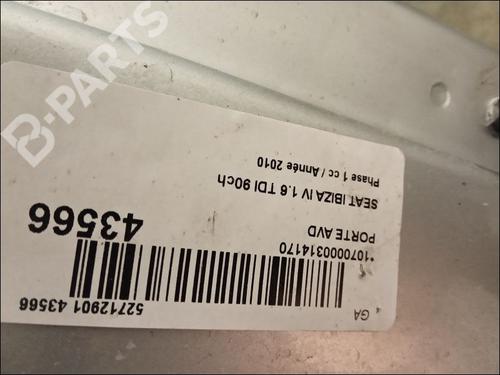 B-PARTS
GA
52712901 43566
*1070000314170
PORTE AVD
43566
SEAT IBIZA IV 1.6 TDI 90ch
Phase 1 cc / Année 2010